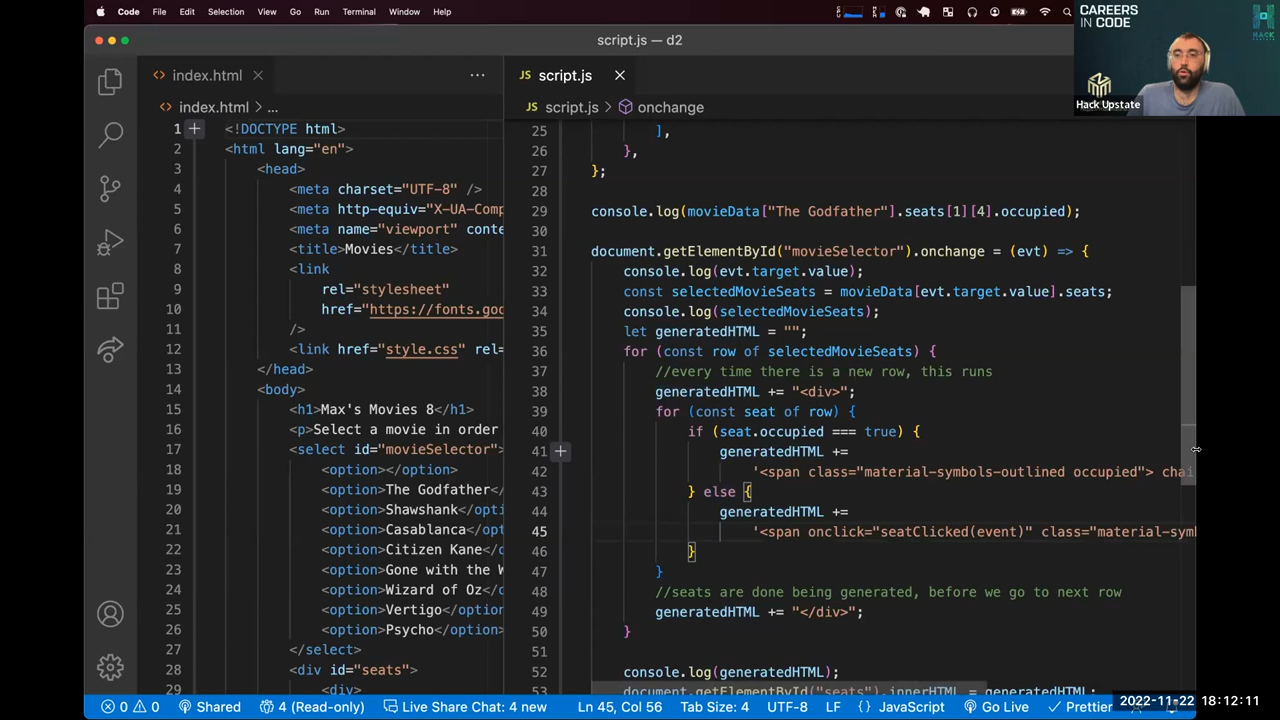 Code File Edit Selection View Go Run Terminal Window Help
CAREERS
IN CODE
HACK
UPSTATE
Hack Upstate
script.js — d2
index.html
script.js
index.html > ...
script.js > onchange
1 <!DOCTYPE html>
2 <html lang="en">
3 <head>
4 <meta charset="UTF-8" />
5 <meta http-equiv="X-UA-Comp
6 <meta name="viewport" conte
7 <title>Movies</title>
8 <link
9 rel="stylesheet"
10 href="https://fonts.goo
11 />
12 <link href="style.css" rel=
13 </head>
14 <body>
15 <h1>Max's Movies 8</h1>
16 <p>Select a movie in order
17 <select id="movieSelector">
18 <option></option>
19 <option>The Godfather</
20 <option>Shawshank</opti
21 <option>Casablanca</opt
22 <option>Citizen Kane</o
23 <option>Gone with the W
24 <option>Wizard of Oz</o
25 <option>Vertigo</option
26 <option>Psycho</option>
27 </select>
28 <div id="seats">
29 <div>
25 ],
26 },
27 };
28
29 console.log(movieData["The Godfather"].seats[1][4].occupied);
30
31 document.getElementById("movieSelector").onchange = (evt) => {
32 console.log(evt.target.value);
33 const selectedMovieSeats = movieData[evt.target.value].seats;
34 console.log(selectedMovieSeats);
35 let generatedHTML = "";
36 for (const row of selectedMovieSeats) {
37 //every time there is a new row, this runs
38 generatedHTML += "<div>";
39 for (const seat of row) {
40 if (seat.occupied === true) {
41 generatedHTML +=
42 '<span class="material-symbols-outlined occupied"> chai
43 } else {
44 generatedHTML +=
45 '<span onclick="seatClicked(event)" class="material-symb
46 }
47 }
48 //seats are done being generated, before we go to next row
49 generatedHTML += "</div>";
50 }
51
52 console.log(generatedHTML);
53 document.getElementById("seats").innerHTML = generatedHTML;
0 0 Shared 4 (Read-only) Live Share Chat: 4 new Ln 45, Col 56 Tab Size: 4 UTF-8 LF {} JavaScript Go Live Prettier
2022-11-22 18:12:11